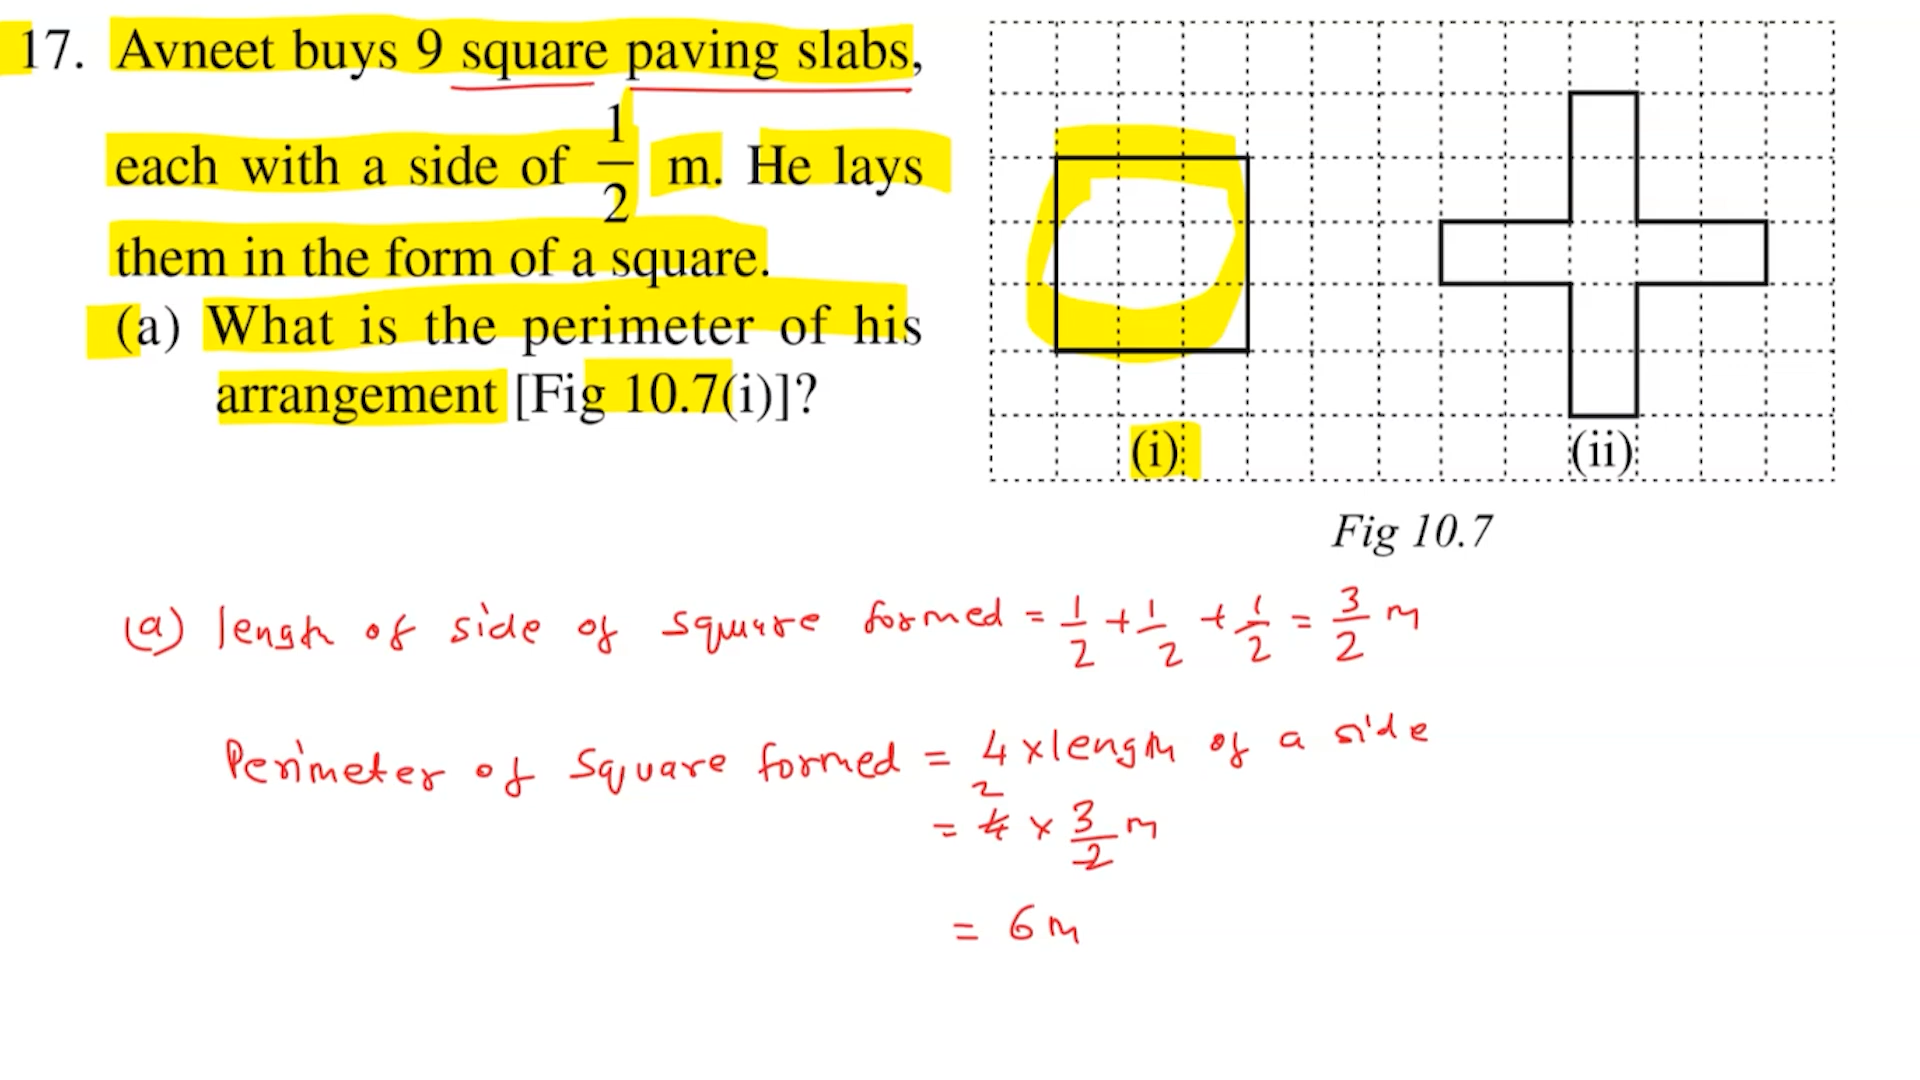 17. Avneet buys 9 square paving slabs,
each with a side of 1/2 m. He lays
them in the form of a square.
(a) What is the perimeter of his
arrangement [Fig 10.7(i)]?
(i) (ii)
Fig 10.7
(a) length of side of square formed = 1/2 + 1/2 + 1/2 = 3/2 m
Perimeter of Square formed = 4 × length of a side
2
= 4 × 3/2 m
= 6 m